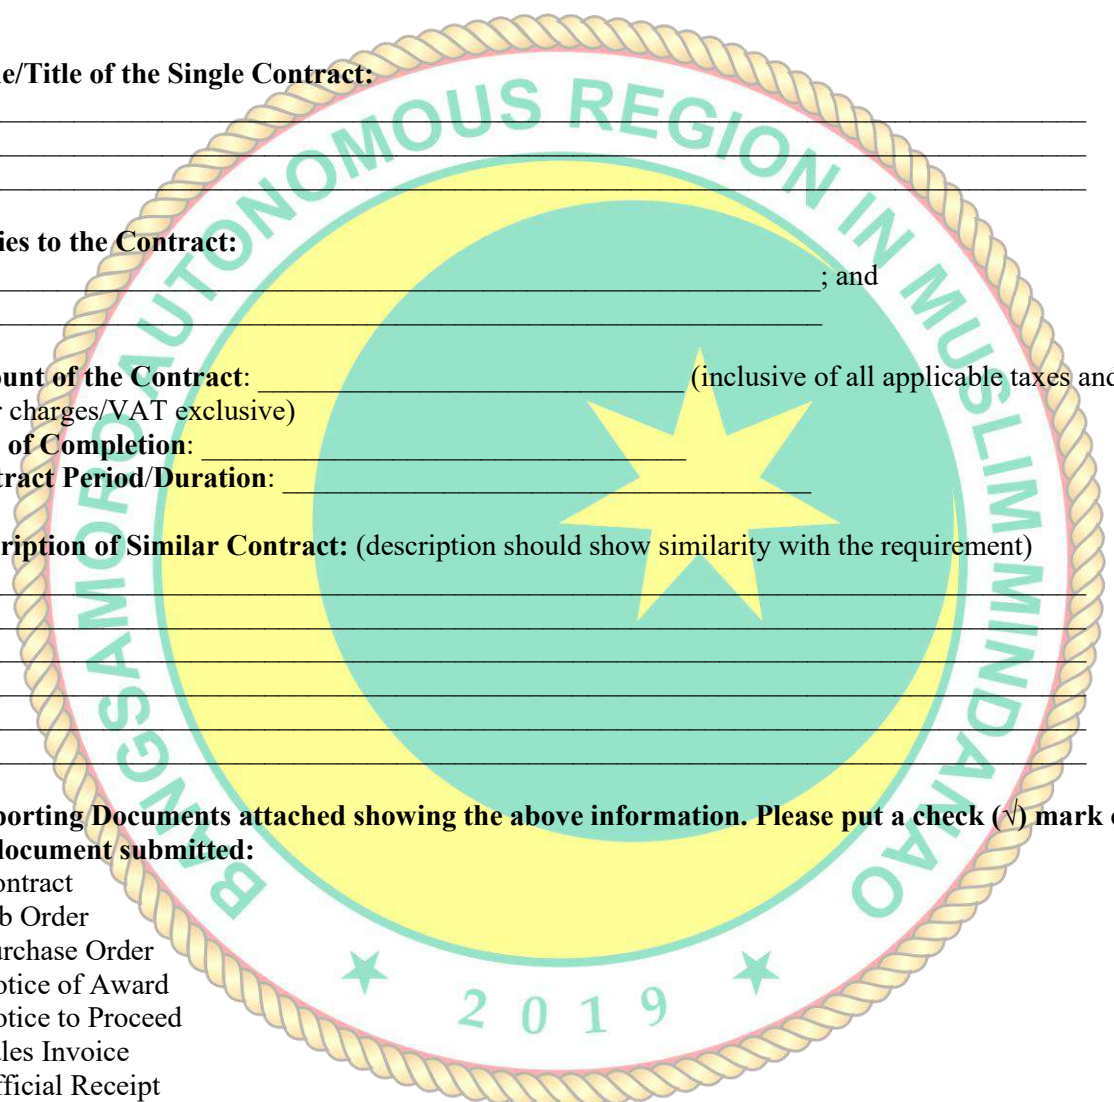 e/Title of the Single Contract:
ies to the Contract:
; and
ount of the Contract: (inclusive of all applicable taxes and
r charges/VAT exclusive)
of Completion:
tract Period/Duration:
ription of Similar Contract: (description should show similarity with the requirement)
porting Documents attached showing the above information. Please put a check (√) mark
document submitted:
ontract
b Order
urchase Order
otice of Award
otice to Proceed
ales Invoice
fficial Receipt
BANGSAMORO AUTONOMOUS REGION IN MUSLIM MINDANAO
2019